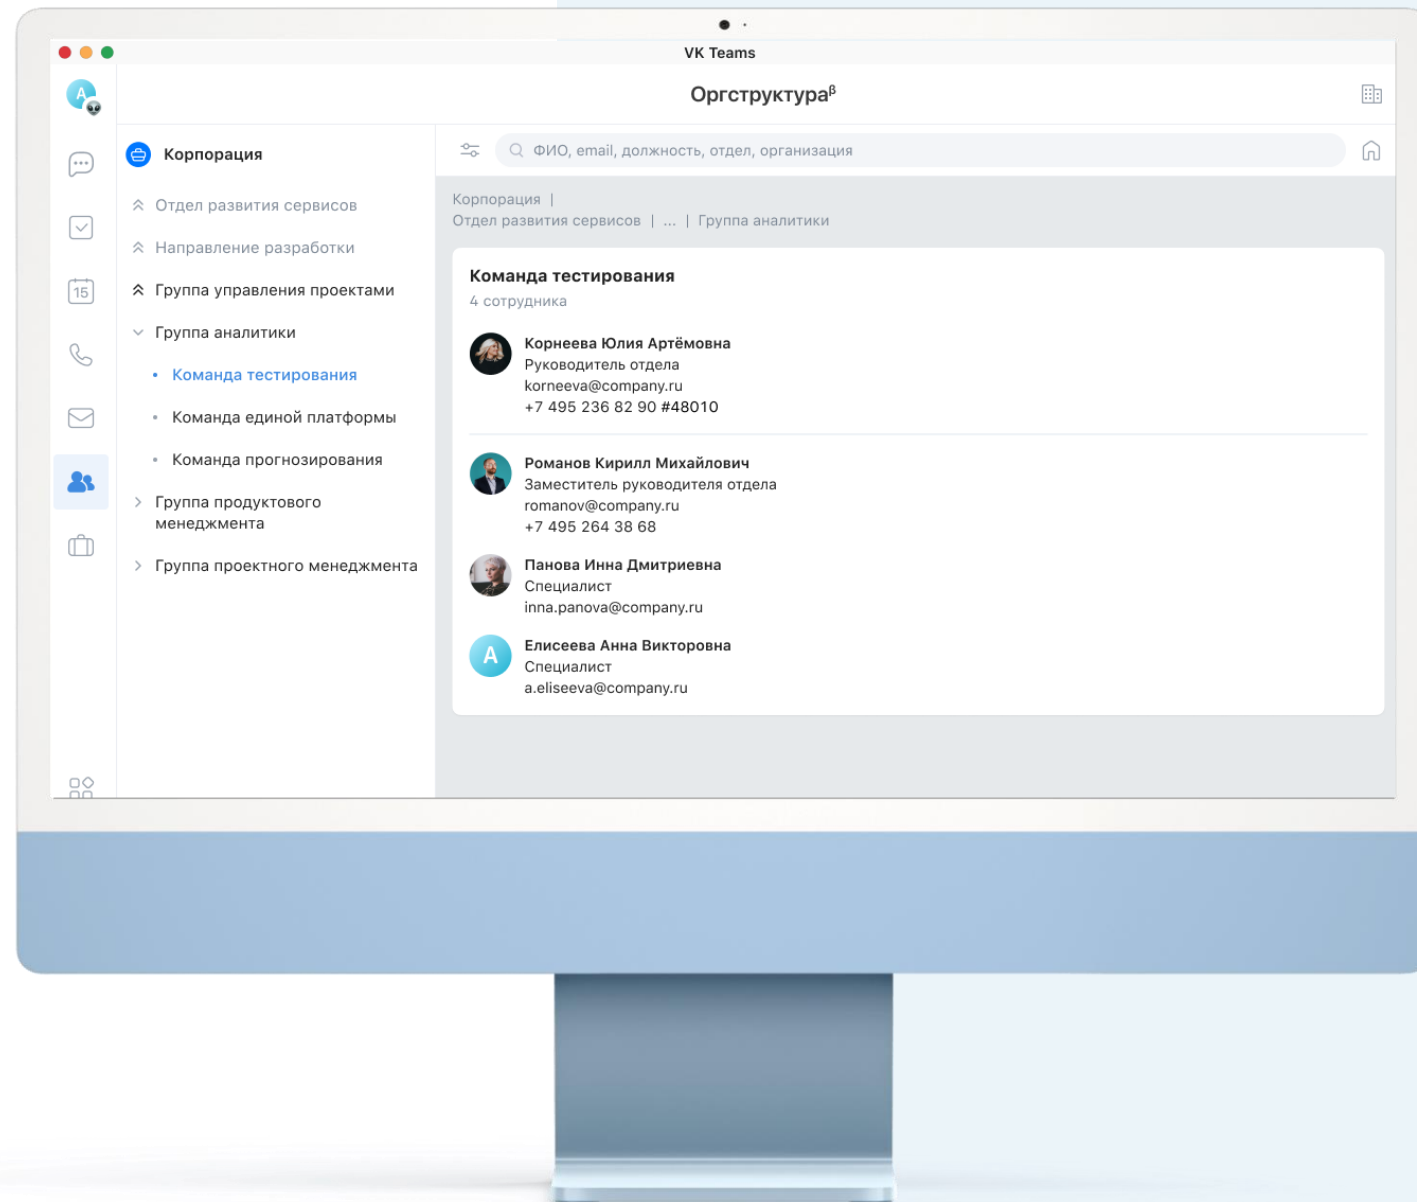 VK Teams
A
Оргструктураᵝ
15
Корпорация
Отдел развития сервисов
Направление разработки
Группа управления проектами
Группа аналитики
Команда тестирования
Команда единой платформы
Команда прогнозирования
Группа продуктового
менеджмента
Группа проектного менеджмента
ФИО, email, должность, отдел, организация
Корпорация |
Отдел развития сервисов | ... | Группа аналитики
Команда тестирования
4 сотрудника
Корнеева Юлия Артёмовна
Руководитель отдела
korneeva@company.ru
+7 495 236 82 90 #48010
Романов Кирилл Михайлович
Заместитель руководителя отдела
romanov@company.ru
+7 495 264 38 68
Панова Инна Дмитриевна
Специалист
inna.panova@company.ru
A
Елисеева Анна Викторовна
Специалист
a.eliseeva@company.ru